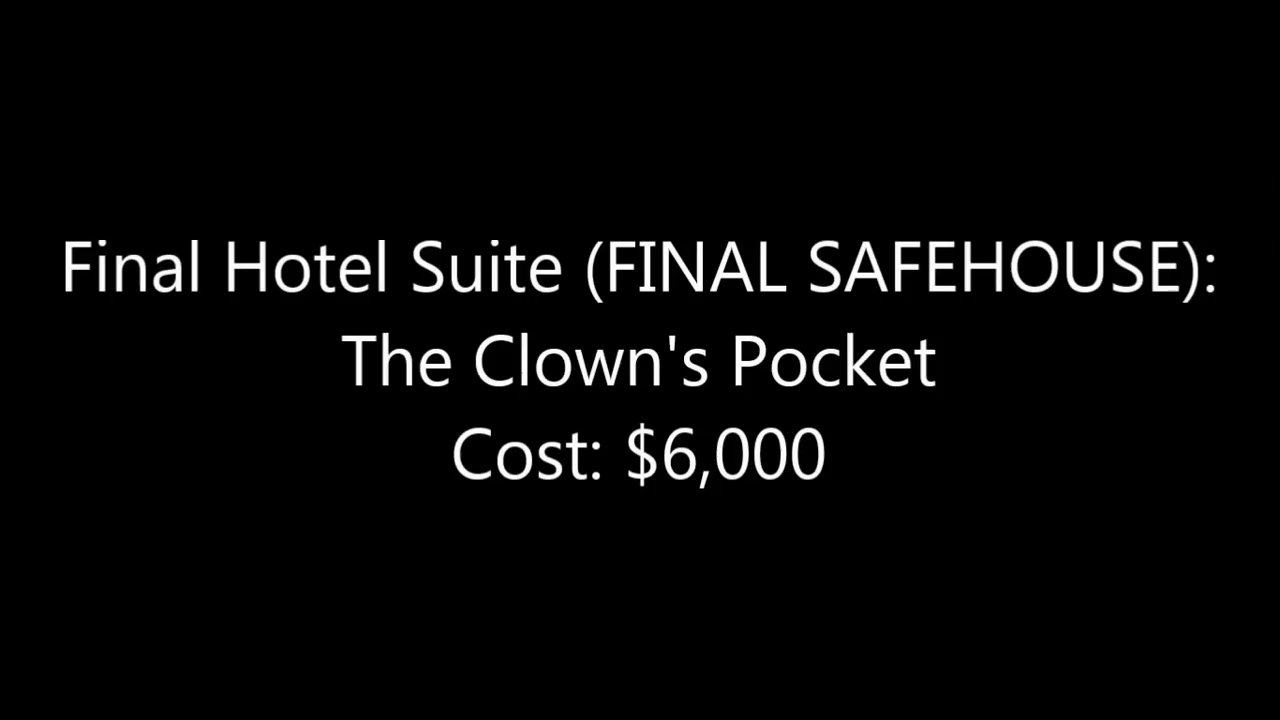 Final Hotel Suite (FINAL SAFEHOUSE):
The Clown's Pocket
Cost: $6,000